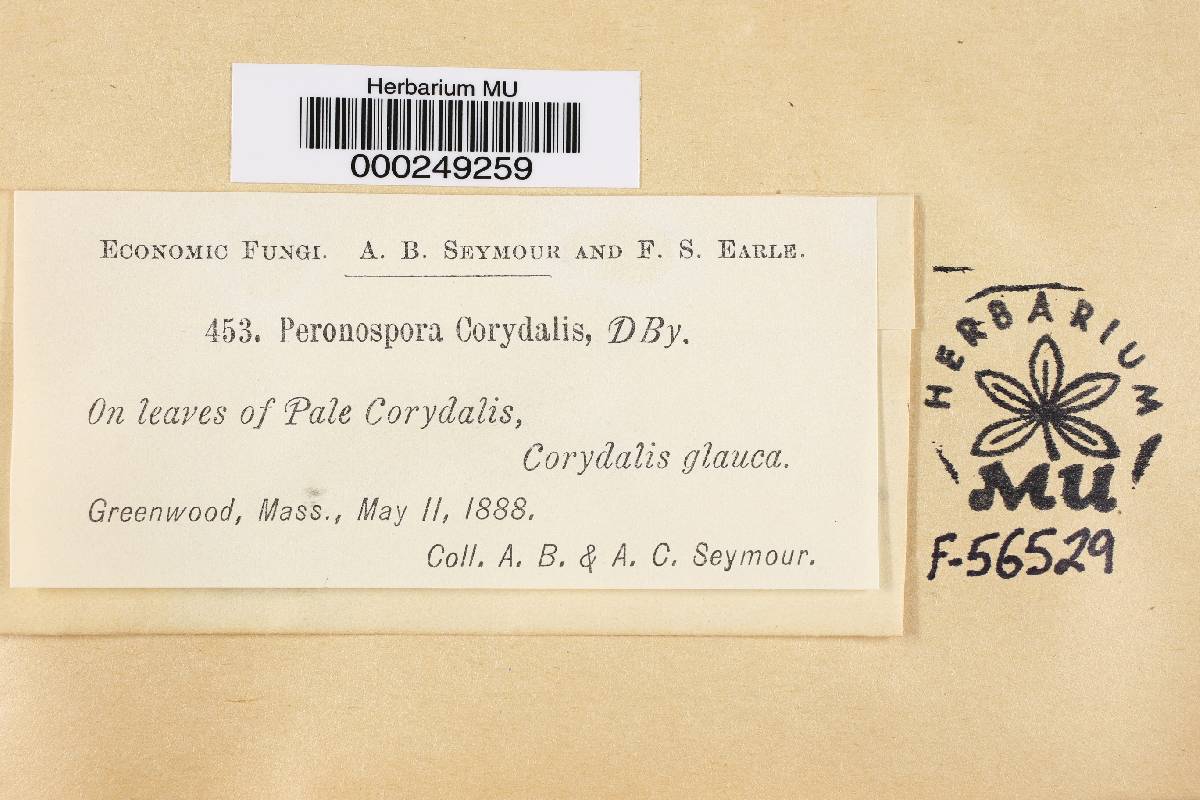 Herbarium MU
000249259
ECONOMIC FUNGI. A. B. SEYMOUR AND F. S. EARLE.
453. Peronospora Corydalis, DBy.
On leaves of Pale Corydalis,
Corydalis glauca.
Greenwood, Mass., May 11, 1888.
Coll. A. B. & A. C. Seymour.
HERBARIUM
MU
F-56529